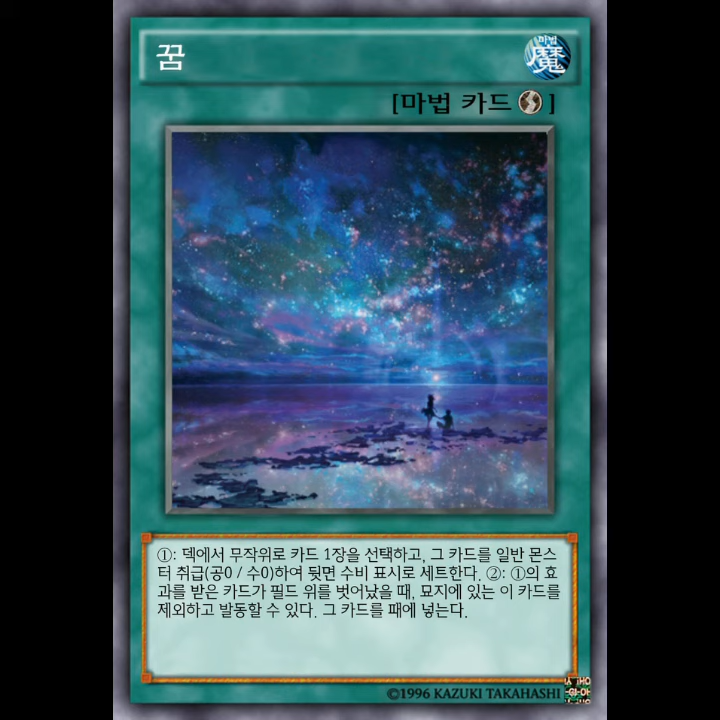 꿈
마법
魔
[마법 카드]
①: 덱에서 무작위로 카드 1장을 선택하고, 그 카드를 일반 몬스
터 취급(공0 / 수0)하여 뒷면 수비 표시로 세트한다. ②: ①의 효
과를 받은 카드가 필드 위를 벗어났을 때, 묘지에 있는 이 카드를
제외하고 발동할 수 있다. 그 카드를 패에 넣는다.
©1996 KAZUKI TAKAHASHI